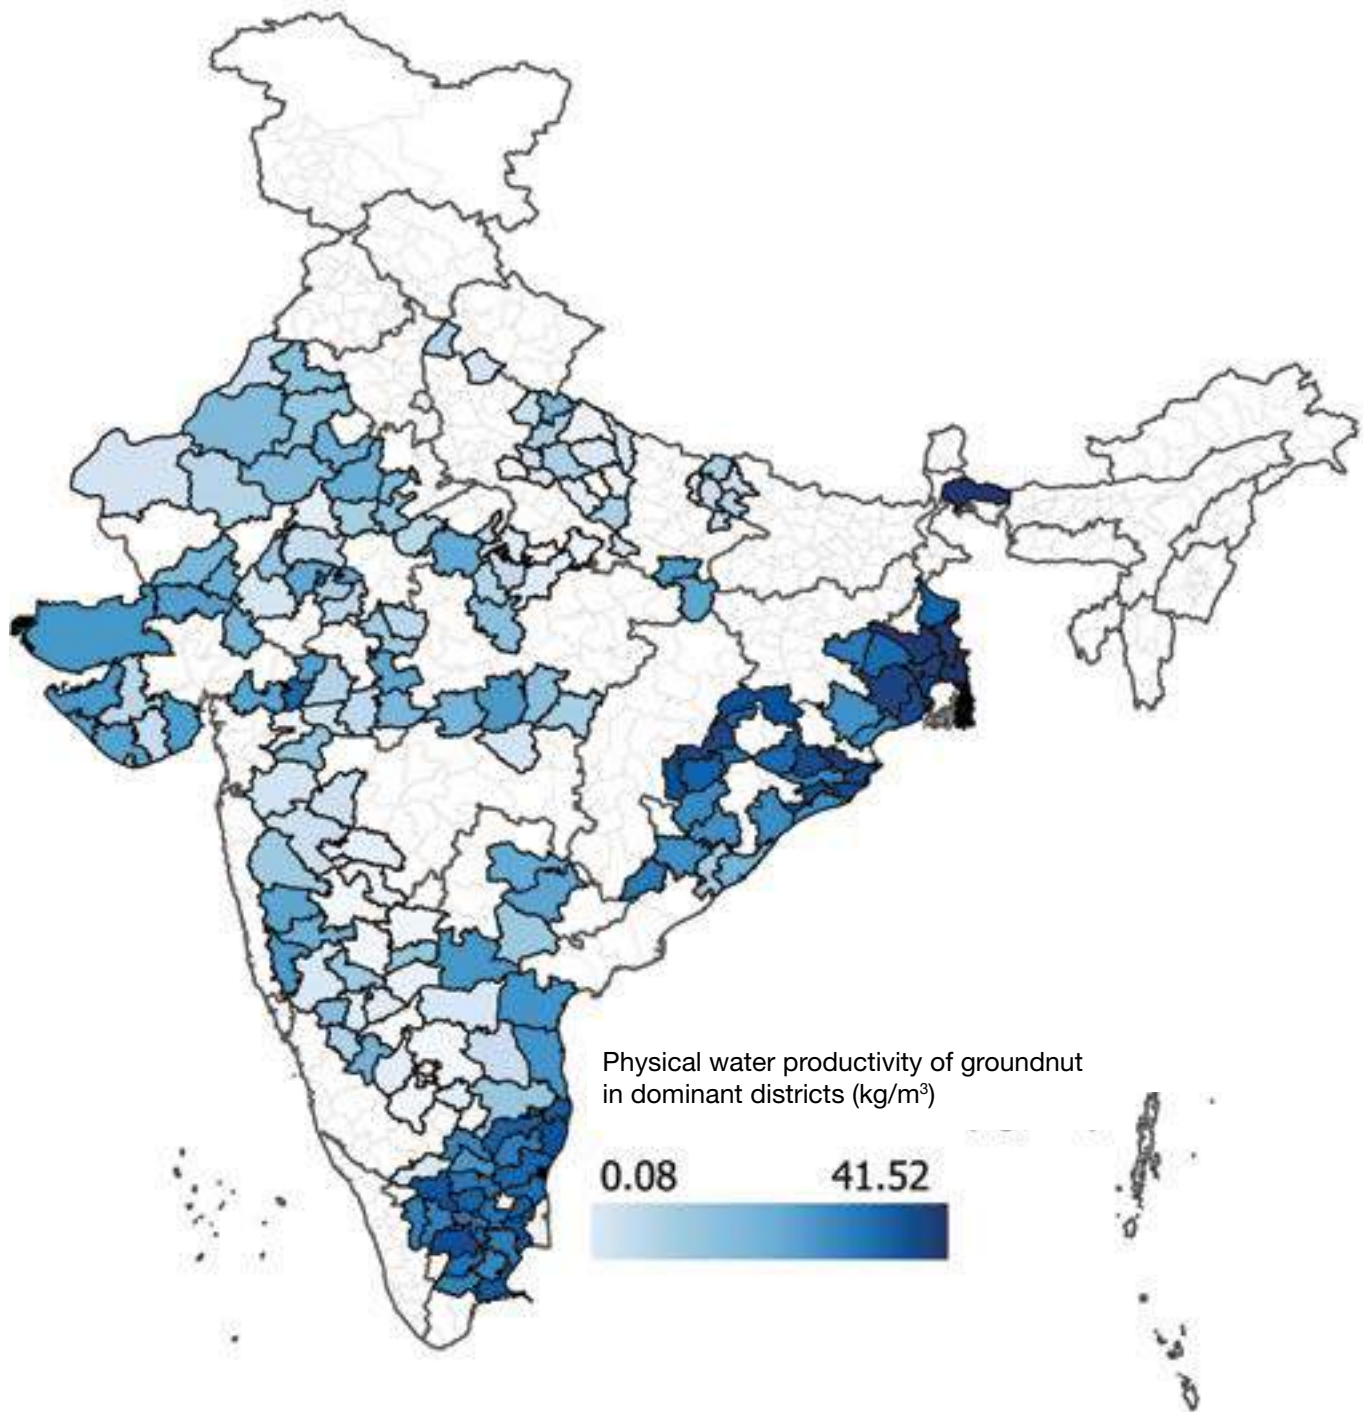 Physical water productivity of groundnut
in dominant districts (kg/m³)
0.08 41.52